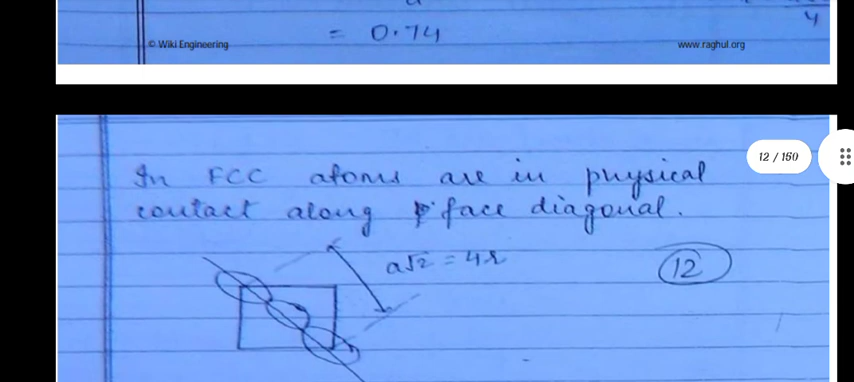 = 0.74
4
© Wiki Engineering
www.raghul.org
12 / 150
In FCC atoms are in physical
contact along face diagonal.
a√2 = 4r
12